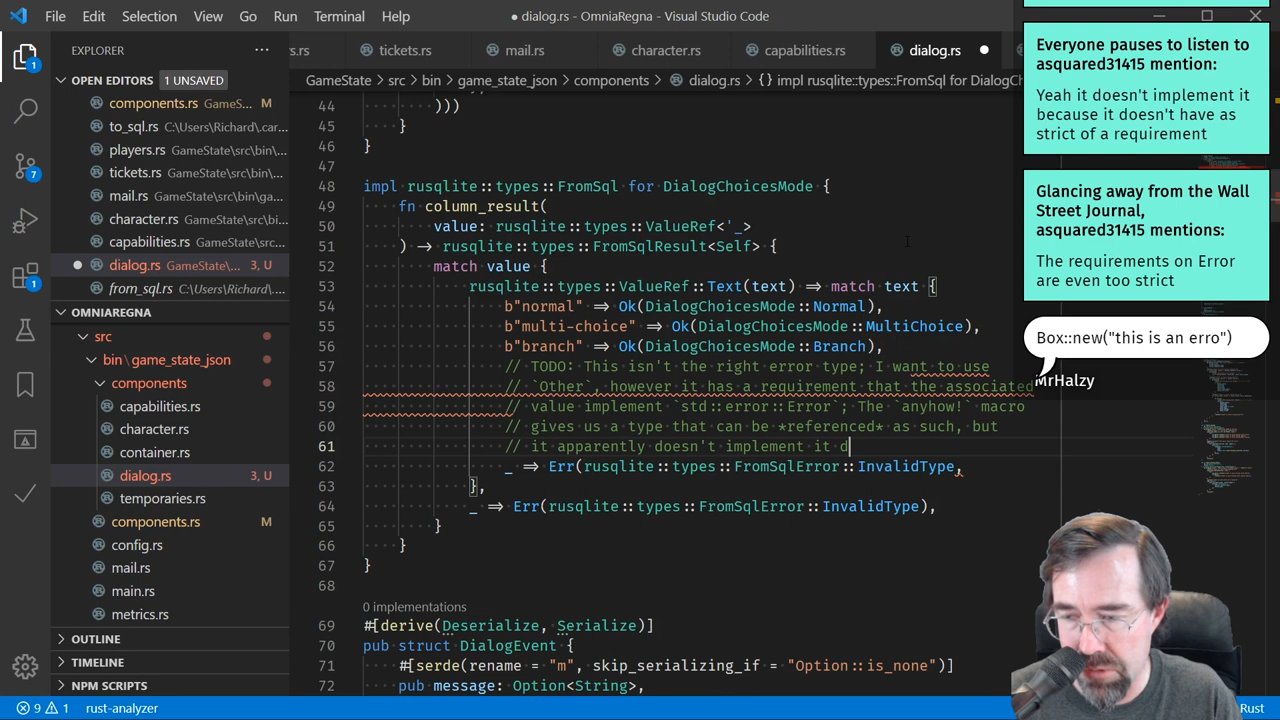 File Edit Selection View Go Run Terminal Help
● dialog.rs - OmniaRegna - Visual Studio Code
EXPLORER
rs.rs tickets.rs mail.rs character.rs capabilities.rs dialog.rs
GameState > src > bin > game_state_json > components > dialog.rs > {} impl rusqlite::types::FromSql for DialogCh
OPEN EDITORS 1 UNSAVED
components.rs GameS... M
to_sql.rs C:\Users\Richard\.car...
players.rs GameState\src\bin\...
tickets.rs GameState\src\bin\...
mail.rs GameState\src\bin\ga...
character.rs GameState\src\bi...
capabilities.rs GameState\src...
dialog.rs GameState\... 3, U
from_sql.rs C:\Users\Richard...
OMNIAREGNA
src
bin\game_state_json
components
capabilities.rs
character.rs
container.rs
dialog.rs 3, U
temporaries.rs
components.rs M
config.rs
mail.rs
main.rs
metrics.rs
OUTLINE
TIMELINE
NPM SCRIPTS
1
7
1
44 )))
45 }
46 }
47
48 impl rusqlite::types::FromSql for DialogChoicesMode {
49 fn column_result(
50 value: rusqlite::types::ValueRef<'_>
51 ) -> rusqlite::types::FromSqlResult<Self> {
52 match value {
53 rusqlite::types::ValueRef::Text(text) => match text {
54 b"normal" => Ok(DialogChoicesMode::Normal),
55 b"multi-choice" => Ok(DialogChoicesMode::MultiChoice),
56 b"branch" => Ok(DialogChoicesMode::Branch),
57 // TODO: This isn't the right error type; I want to use
58 // `Other`, however it has a requirement that the associated
59 // value implement `std::error::Error`; The `anyhow!` macro
60 // gives us a type that can be *referenced* as such, but
61 // it apparently doesn't implement it d
62 _ => Err(rusqlite::types::FromSqlError::InvalidType,
63 },
64 _ => Err(rusqlite::types::FromSqlError::InvalidType),
65 }
66 }
67 }
68
0 implementations
69 #[derive(Deserialize, Serialize)]
70 pub struct DialogEvent {
71 #[serde(rename = "m", skip_serializing_if = "Option::is_none")]
72 pub message: Option<String>,
Everyone pauses to listen to
asquared31415 mention:
Yeah it doesn't implement it
because it doesn't have as
strict of a requirement
Glancing away from the Wall
Street Journal,
asquared31415 mentions:
The requirements on Error
are even too strict
Box::new("this is an erro")
MrHalzy
9 1 rust-analyzer
Rust